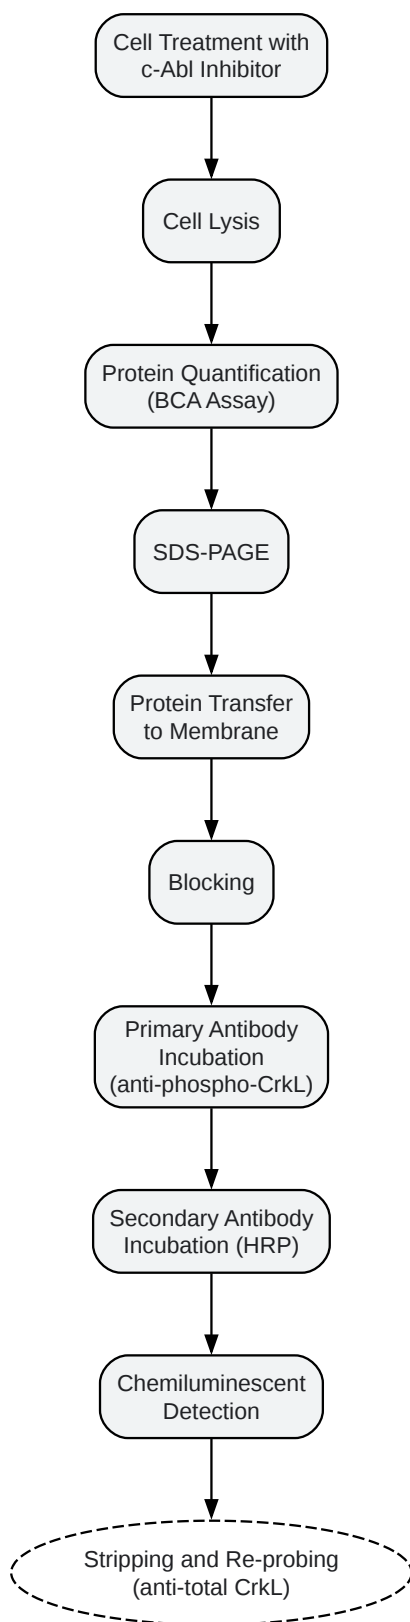 Cell Treatment with
c-Abl Inhibitor
Cell Lysis
Protein Quantification
(BCA Assay)
SDS-PAGE
Protein Transfer
to Membrane
Blocking
Primary Antibody
Incubation
(anti-phospho-CrkL)
Secondary Antibody
Incubation (HRP)
Chemiluminescent
Detection
Stripping and Re-probing
(anti-total CrkL)